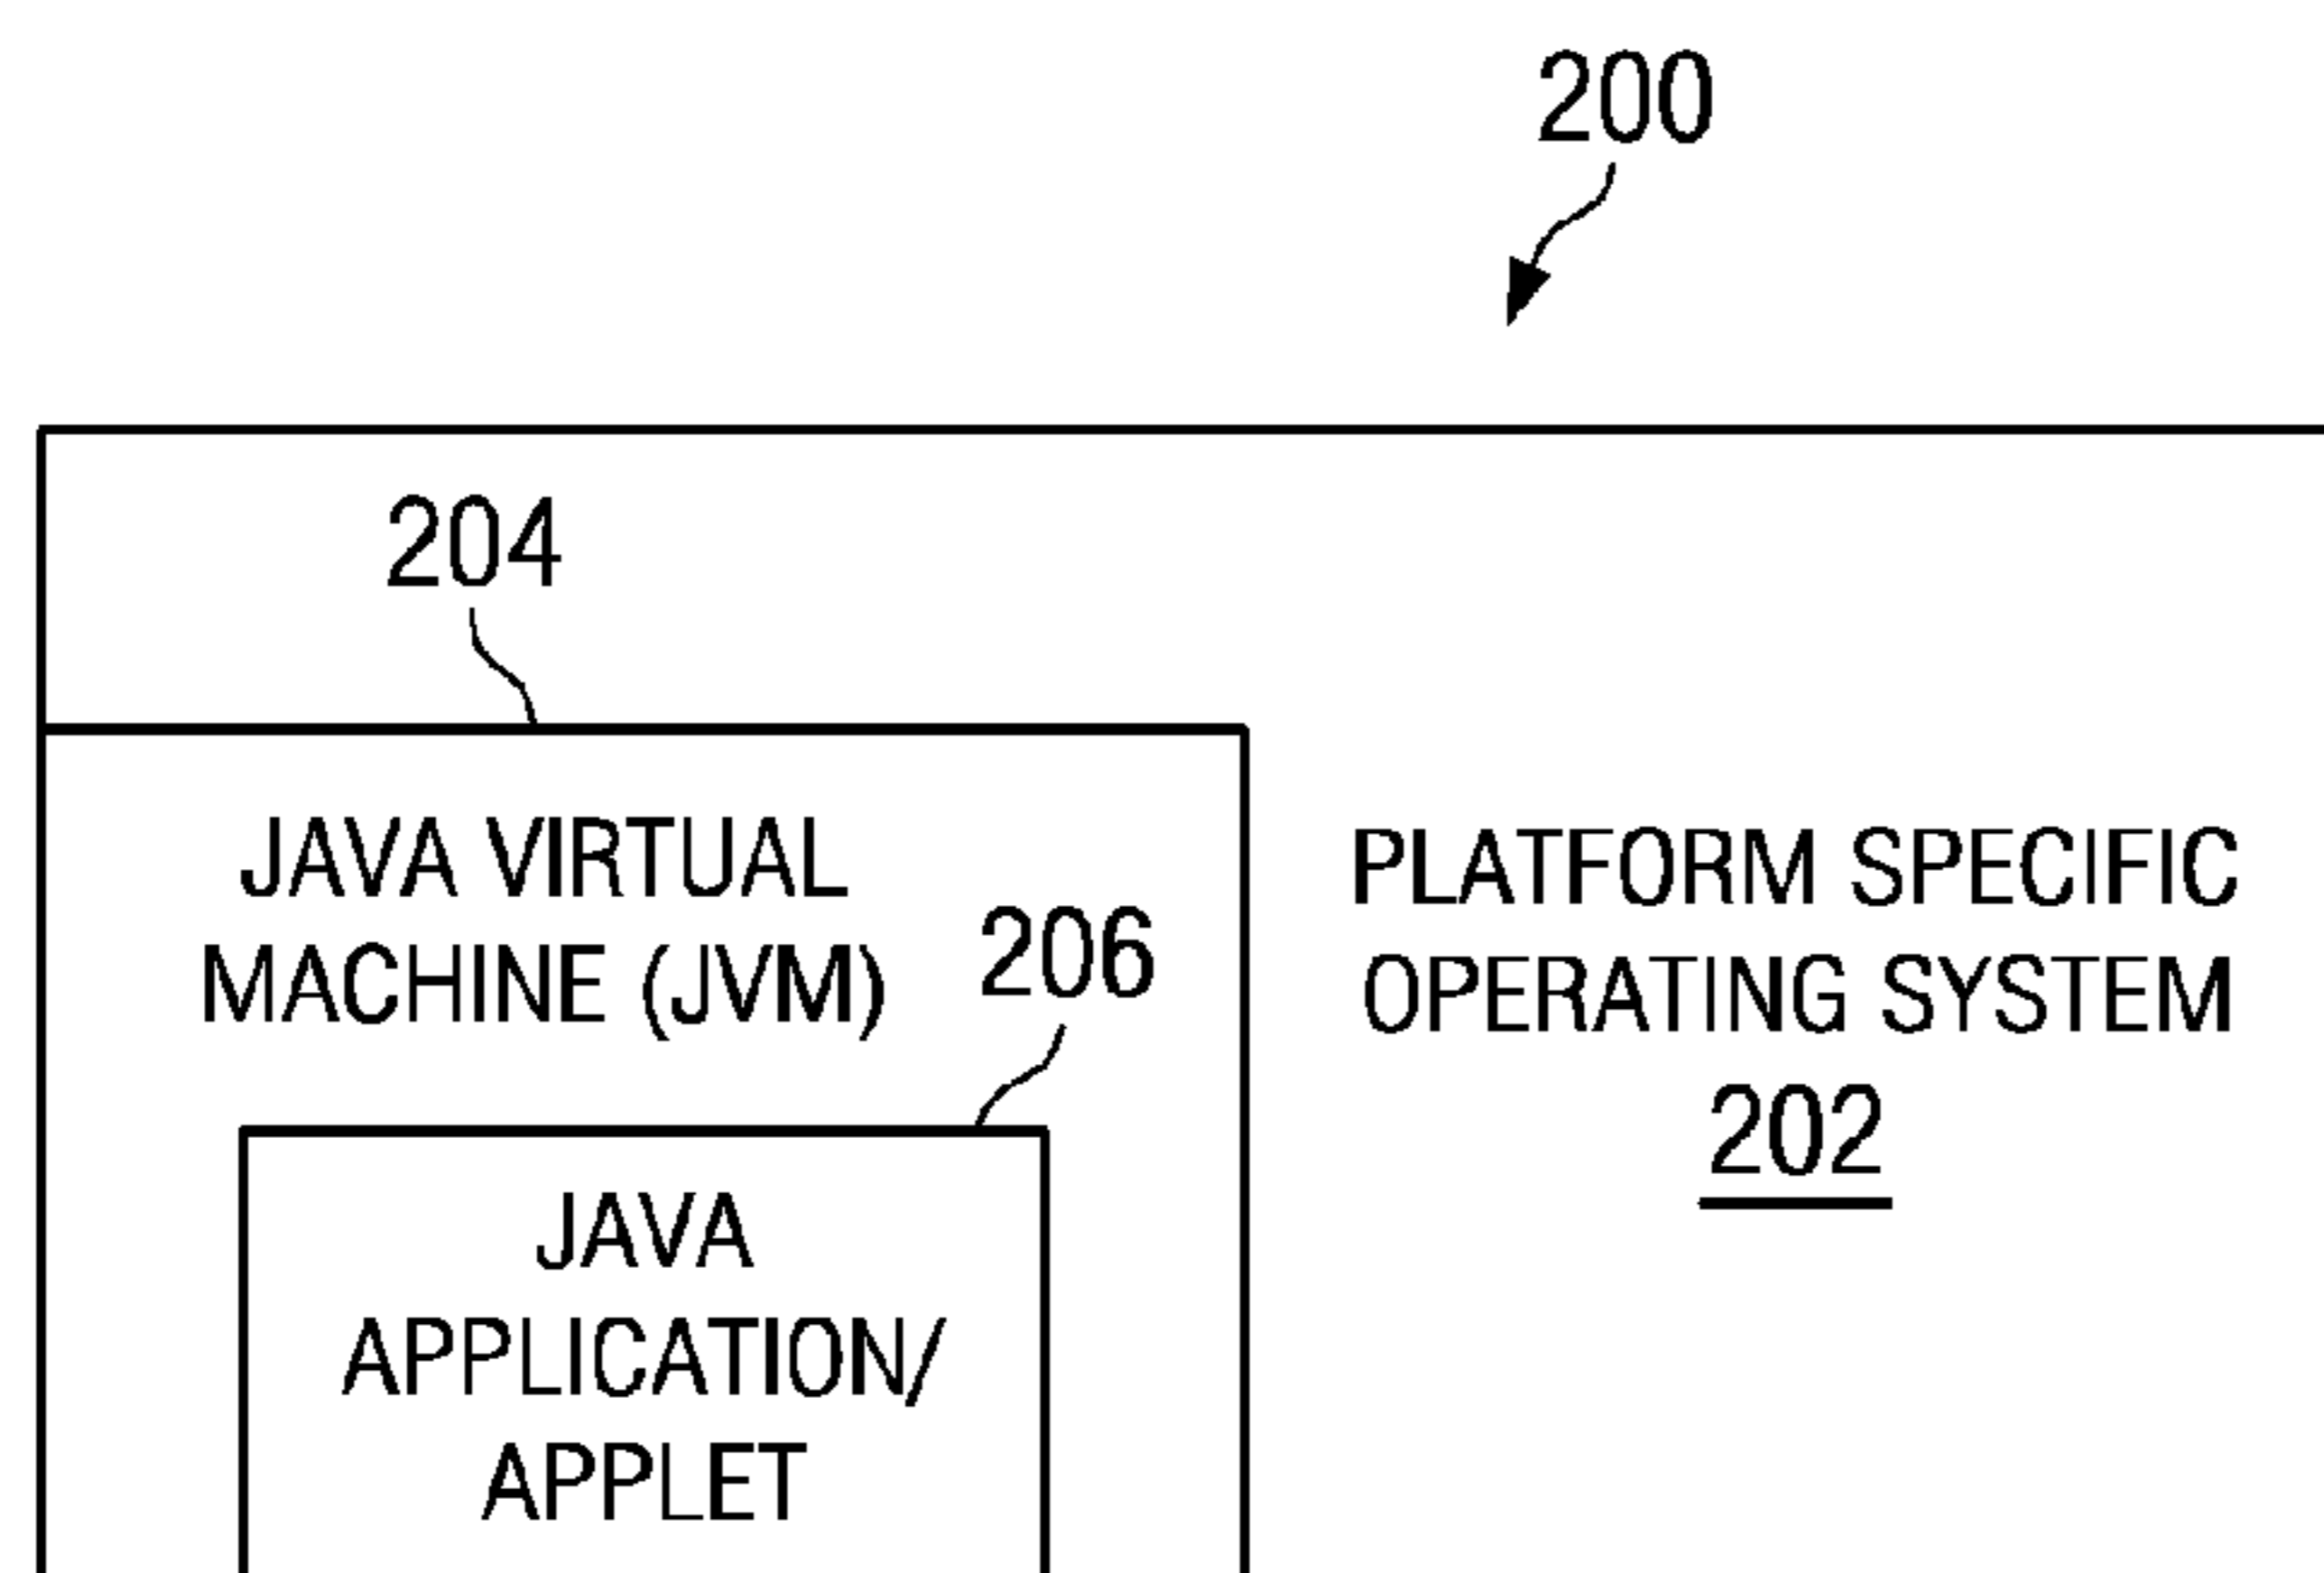 200
204
JAVA VIRTUAL
MACHINE (JVM)
206
JAVA
APPLICATION/
APPLET
PLATFORM SPECIFIC
OPERATING SYSTEM
202